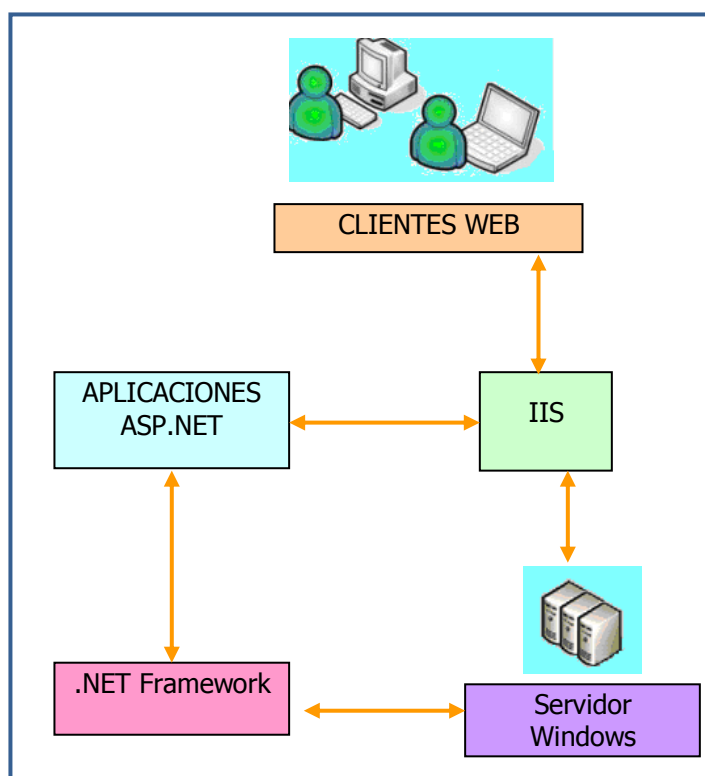 CLIENTES WEB
APLICACIONES
ASP.NET
IIS
.NET Framework
Servidor
Windows